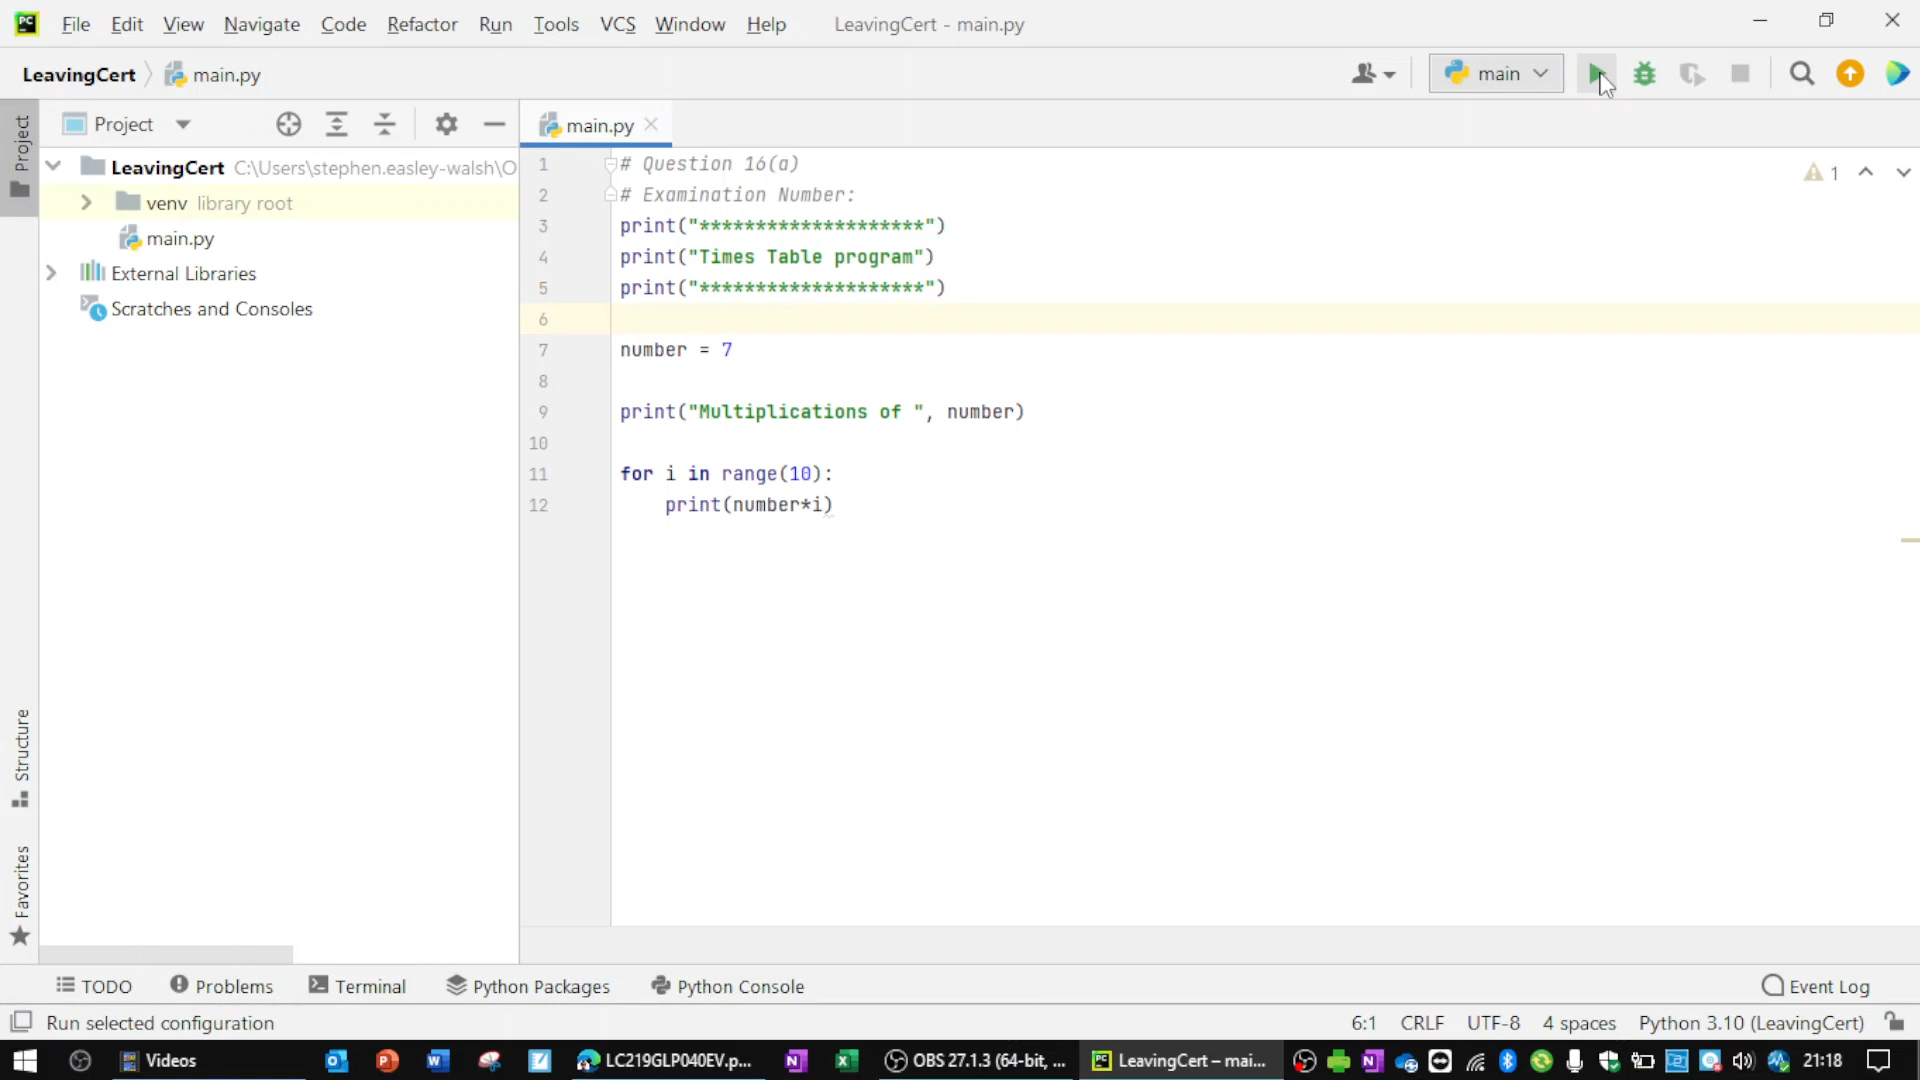 PC File Edit View Navigate Code Refactor Run Tools VCS Window Help LeavingCert - main.py
LeavingCert main.py main
Project
Project
main.py
LeavingCert C:\Users\stephen.easley-walsh\O
venv library root
main.py
External Libraries
Scratches and Consoles
1 # Question 16(a)
2 # Examination Number:
3 print("********************")
4 print("Times Table program")
5 print("********************")
6
7 number = 7
8
9 print("Multiplications of ", number)
10
11 for i in range(10):
12 print(number*i)
1
Structure
Favorites
TODO Problems Terminal Python Packages Python Console Event Log
Run selected configuration 6:1 CRLF UTF-8 4 spaces Python 3.10 (LeavingCert)
Videos LC219GLP040EV.p... OBS 27.1.3 (64-bit, ... LeavingCert – mai... 21:18